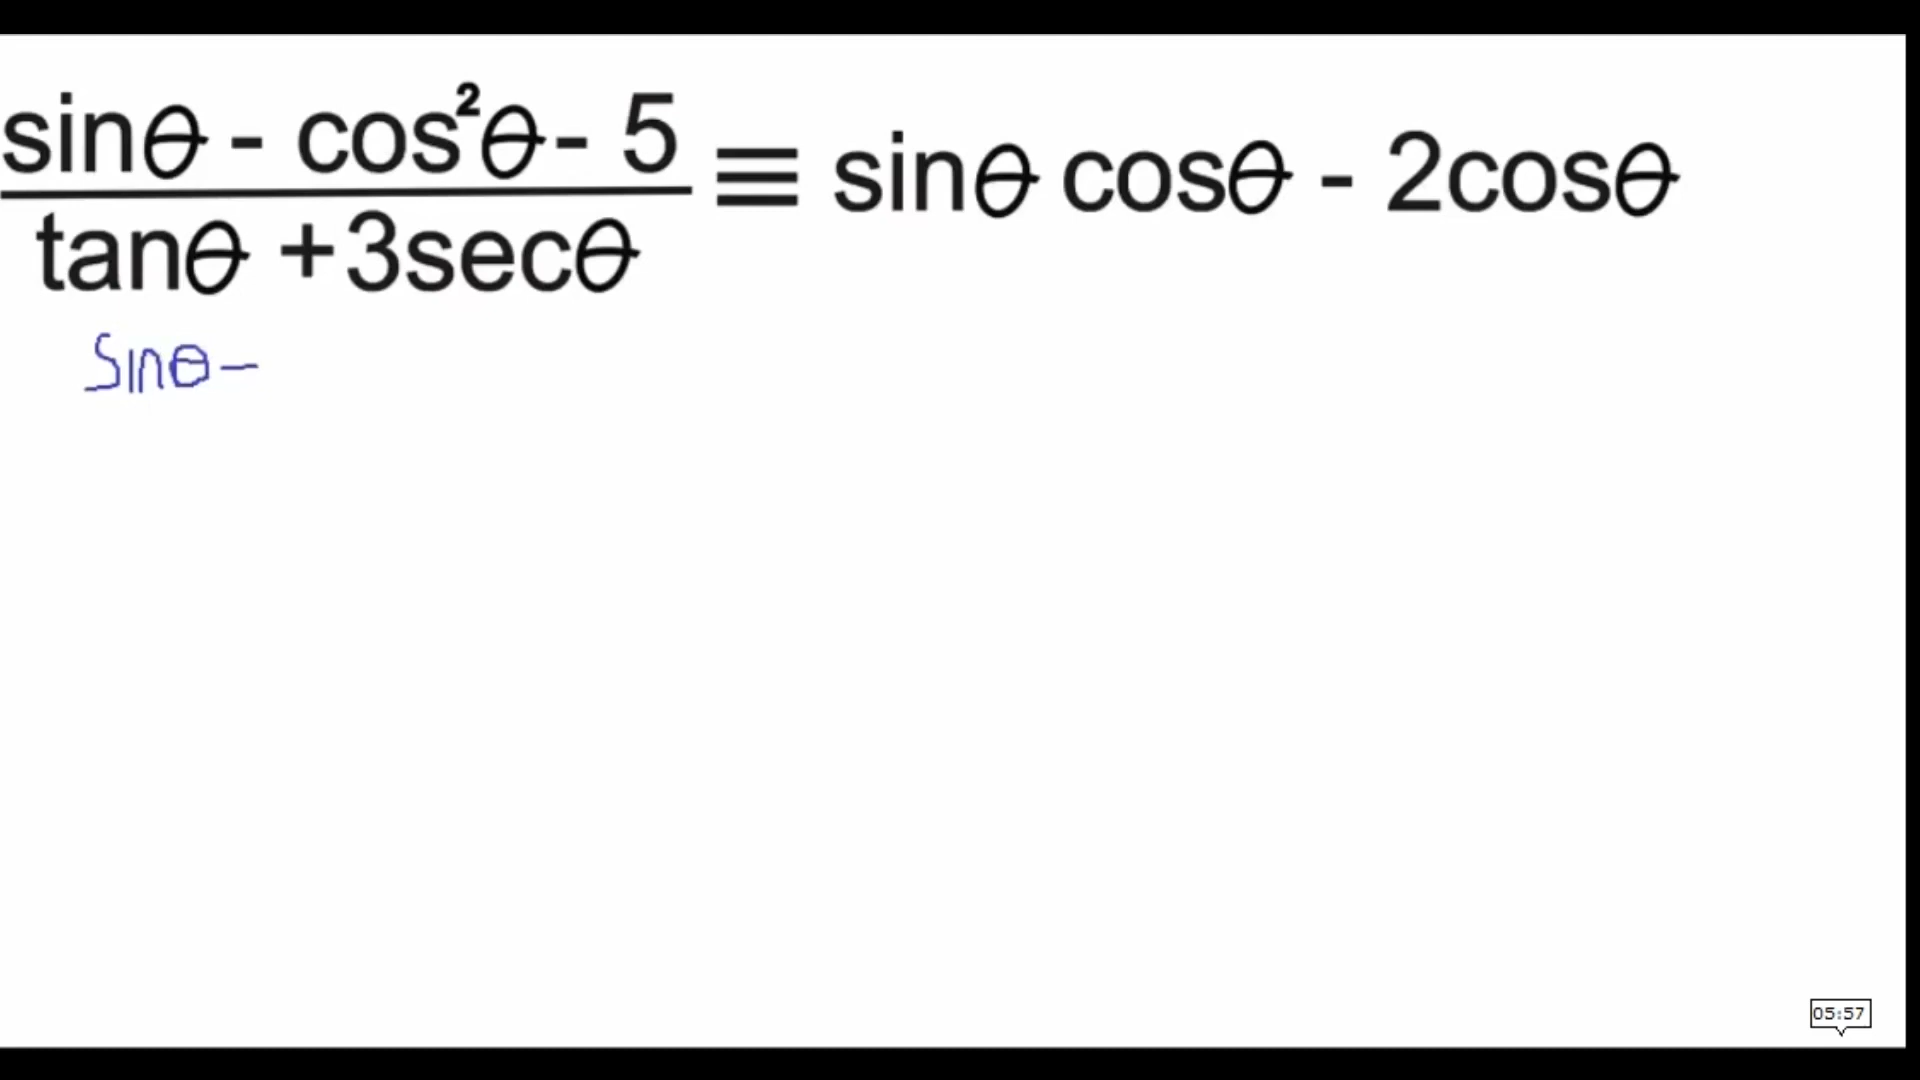 sinθ - cos²θ - 5
≡ sinθ cosθ - 2cosθ
tanθ +3secθ
Sinθ –
05:57